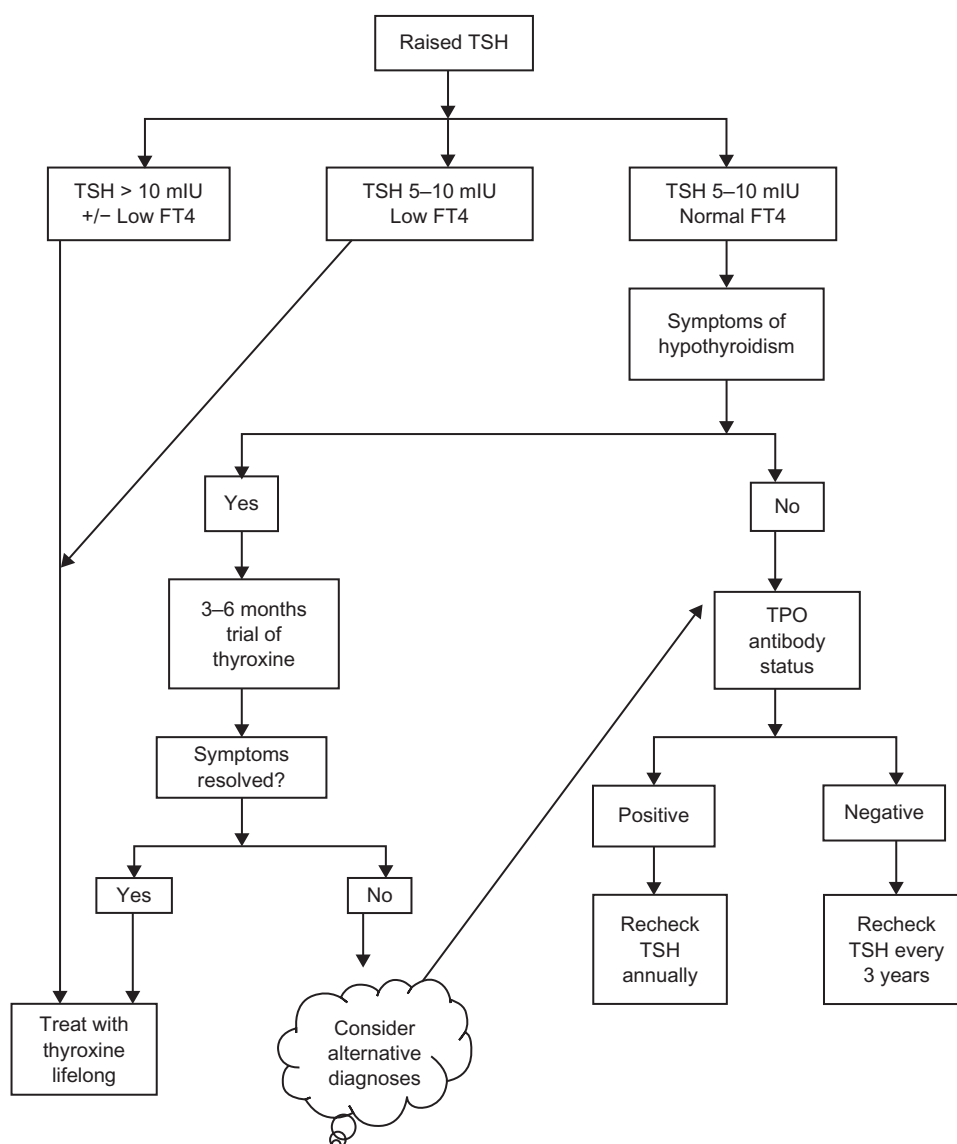 Raised TSH
TSH > 10 mIU
+/− Low FT4
TSH 5–10 mIU
Low FT4
TSH 5–10 mIU
Normal FT4
Symptoms of
hypothyroidism
Yes
No
3–6 months
trial of
thyroxine
TPO
antibody
status
Symptoms
resolved?
Positive
Negative
Yes
No
Recheck
TSH
annually
Recheck
TSH every
3 years
Treat with
thyroxine
lifelong
Consider
alternative
diagnoses